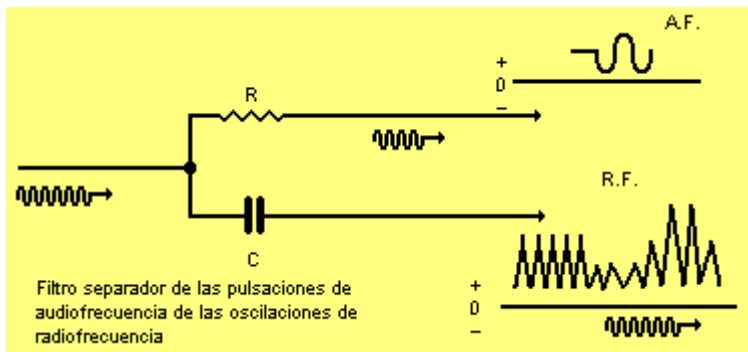 A.F.
+
0
−
R
R.F.
C
Filtro separador de las pulsaciones de
audiofrecuencia de las oscilaciones de
radiofrecuencia
+
0
−